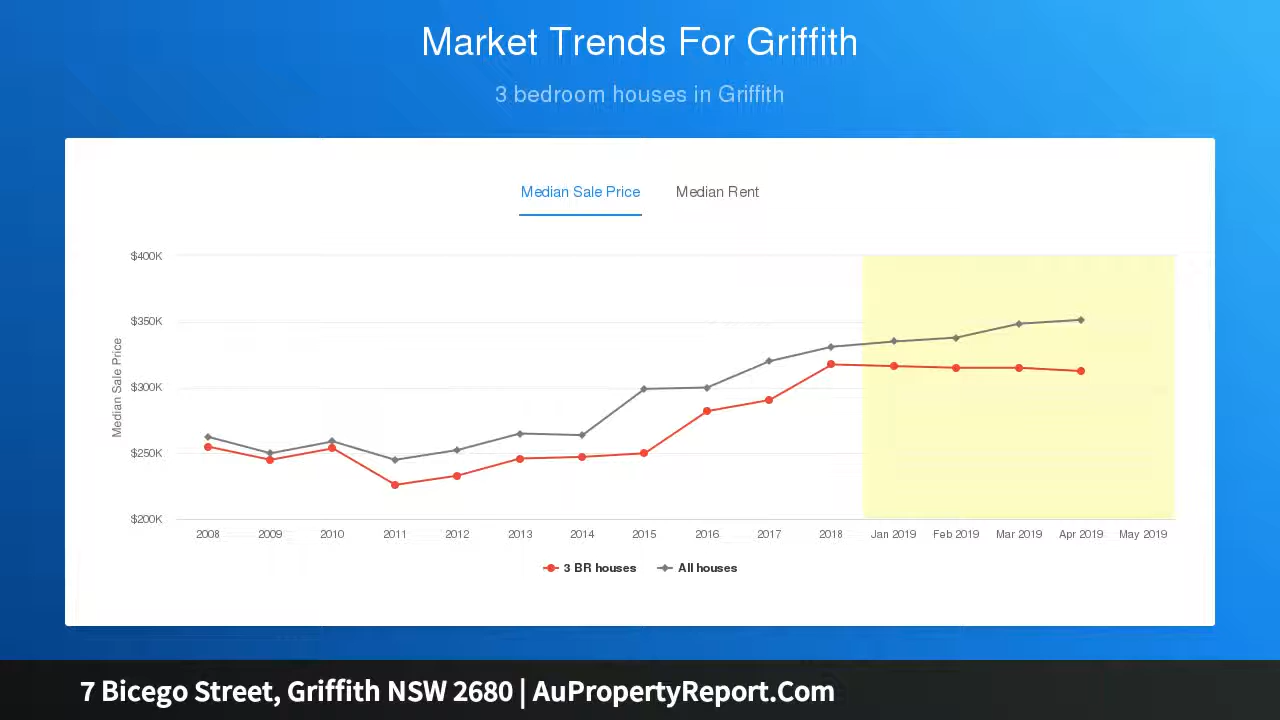 Market Trends For Griffith
3 bedroom houses in Griffith
Median Sale Price Median Rent
$400K
$350K
$300K
$250K
$200K
Median Sale Price
2008 2009 2010 2011 2012 2013 2014 2015 2016 2017 2018 Jan 2019 Feb 2019 Mar 2019 Apr 2019 May 2019
3 BR houses All houses
7 Bicego Street, Griffith NSW 2680 | AuPropertyReport.Com